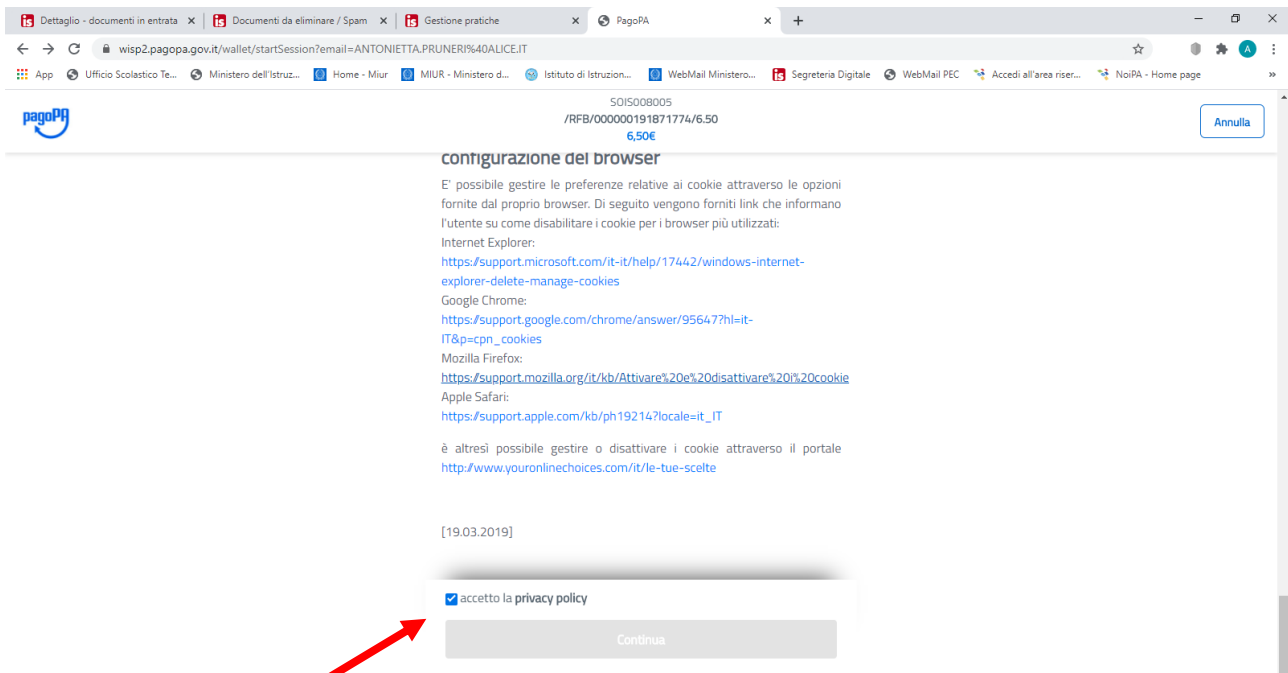 Dettaglio - documenti in entrata
Documenti da eliminare / Spam
Gestione pratiche
PagoPA
wisp2.pagopa.gov.it/wallet/startSession?email=ANTONIETTA.PRUNERI%40ALICE.IT
App
Ufficio Scolastico Te...
Ministero dell'Istruz...
Home - Miur
MIUR - Ministero d...
Istituto di Istruzion...
WebMail Ministero...
Segreteria Digitale
WebMail PEC
Accedi all'area riser...
NoiPA - Home page
»
pagoPA
SOIS008005
/RFB/000000191871774/6.50
6,50€
Annulla
configurazione del browser
E' possibile gestire le preferenze relative ai cookie attraverso le opzioni
fornite dal proprio browser. Di seguito vengono forniti link che informano
l'utente su come disabilitare i cookie per i browser più utilizzati:
Internet Explorer:
https://support.microsoft.com/it-it/help/17442/windows-internet-
explorer-delete-manage-cookies
Google Chrome:
https://support.google.com/chrome/answer/95647?hl=it-
IT&p=cpn_cookies
Mozilla Firefox:
https://support.mozilla.org/it/kb/Attivare%20e%20disattivare%20i%20cookie
Apple Safari:
https://support.apple.com/kb/ph19214?locale=it_IT
è altresì possibile gestire o disattivare i cookie attraverso il portale
http://www.youronlinechoices.com/it/le-tue-scelte
[19.03.2019]
accetto la privacy policy
Continua